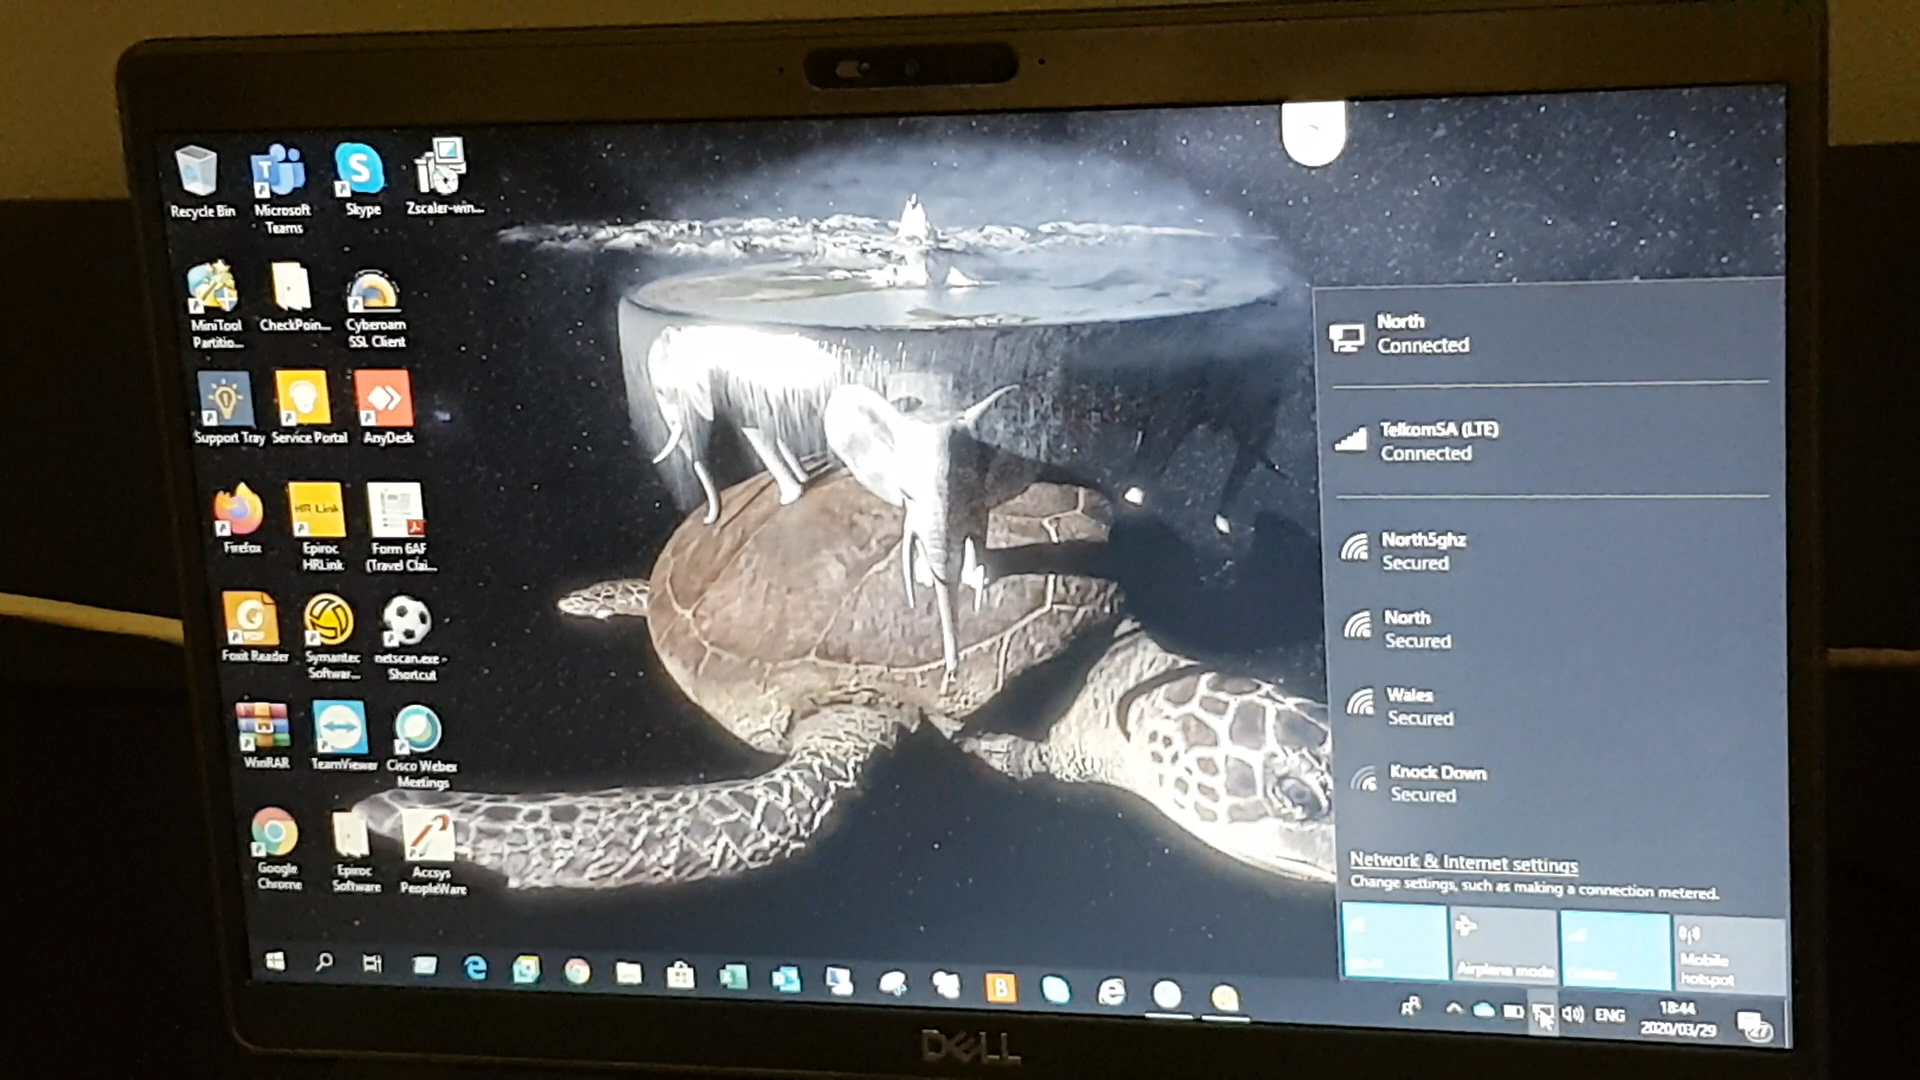 Recycle Bin
Microsoft
Teams
Skype
Zscaler-win...
MiniTool
Partitio...
CheckPoin...
Cyberoam
SSL Client
Support Tray
Service Portal
AnyDesk
Firefox
HR Link
Epiroc
HRLink
Form 6AF
(Travel Clai...
Foxit Reader
Symantec
Softwar...
netscan.exe -
Shortcut
WinRAR
TeamViewer
Cisco Webex
Meetings
Google
Chrome
Epiroc
Software
Accsys
PeopleWare
North
Connected
TelkomSA (LTE)
Connected
North5ghz
Secured
North
Secured
Wales
Secured
Knock Down
Secured
Network & Internet settings
Change settings, such as making a connection metered.
Airplane mode
Mobile
hotspot
ENG
18:44
2020/03/29
27
DELL